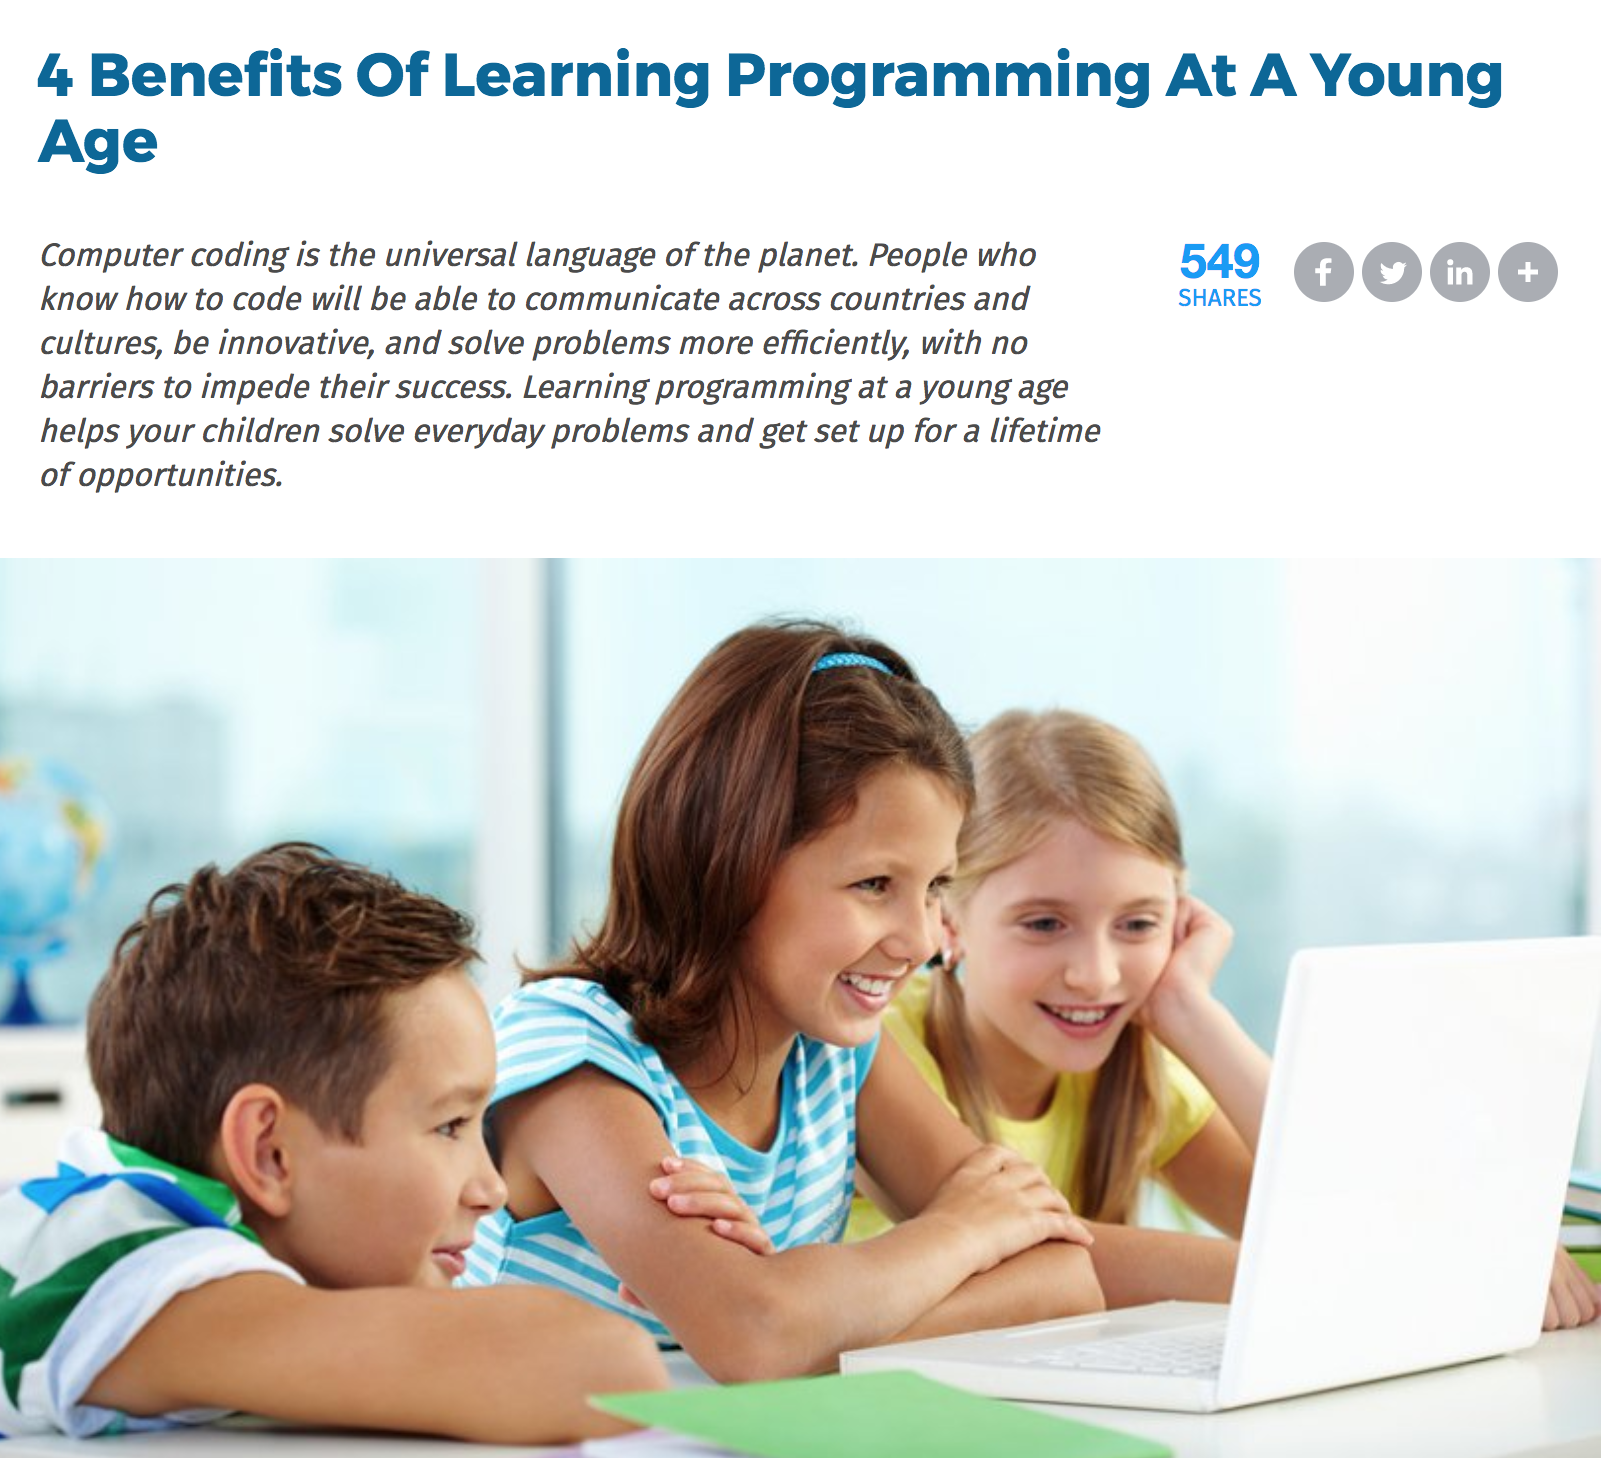 4 Benefits Of Learning Programming At A Young
Age
Computer coding is the universal language of the planet. People who
know how to code will be able to communicate across countries and
cultures, be innovative, and solve problems more efficiently, with no
barriers to impede their success. Learning programming at a young age
helps your children solve everyday problems and get set up for a lifetime
of opportunities.
549
SHARES